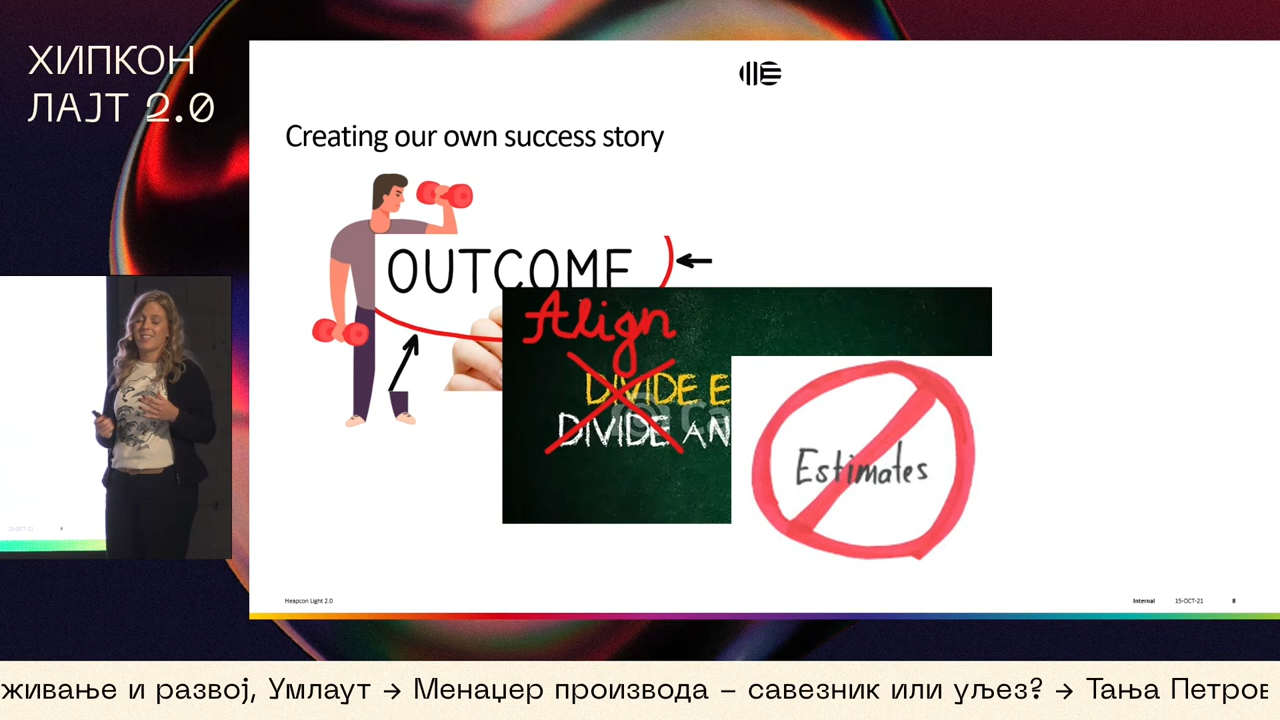 ХИПКОН
ЛАЈТ 2.0
Creating our own success story
OUTCOME
Align
DIVIDE E
DIVIDE AN
Estimates
Heapcon Light 2.0
Internal 15-OCT-21 8
живање и развој, Умлаут → Менаџер производа – савезник или уљез? → Тања Петров